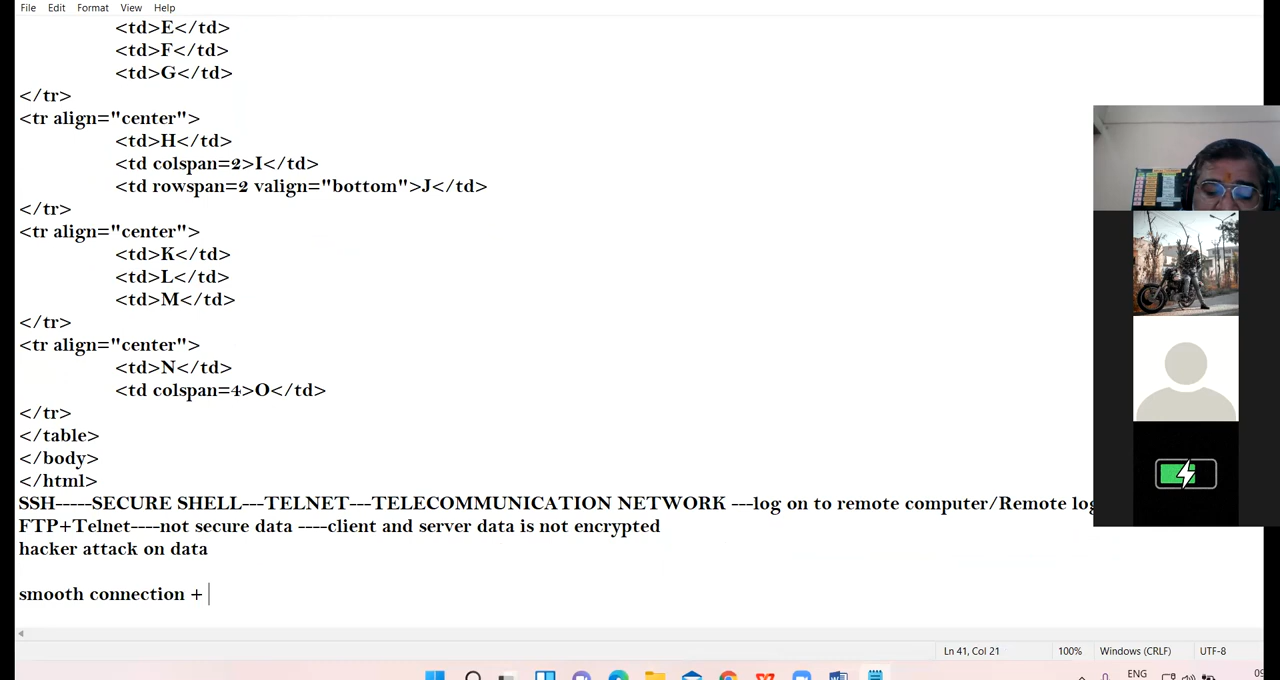 File Edit Format View Help
<td>E</td>
<td>F</td>
<td>G</td>
</tr>
<tr align="center">
<td>H</td>
<td colspan=2>I</td>
<td rowspan=2 valign="bottom">J</td>
</tr>
<tr align="center">
<td>K</td>
<td>L</td>
<td>M</td>
</tr>
<tr align="center">
<td>N</td>
<td colspan=4>O</td>
</tr>
</table>
</body>
</html>
SSH-----SECURE SHELL---TELNET---TELECOMMUNICATION NETWORK ---log on to remote computer/Remote log
FTP+Telnet----not secure data ----client and server data is not encrypted
hacker attack on data
smooth connection +
Ln 41, Col 21 100% Windows (CRLF) UTF-8
ENG